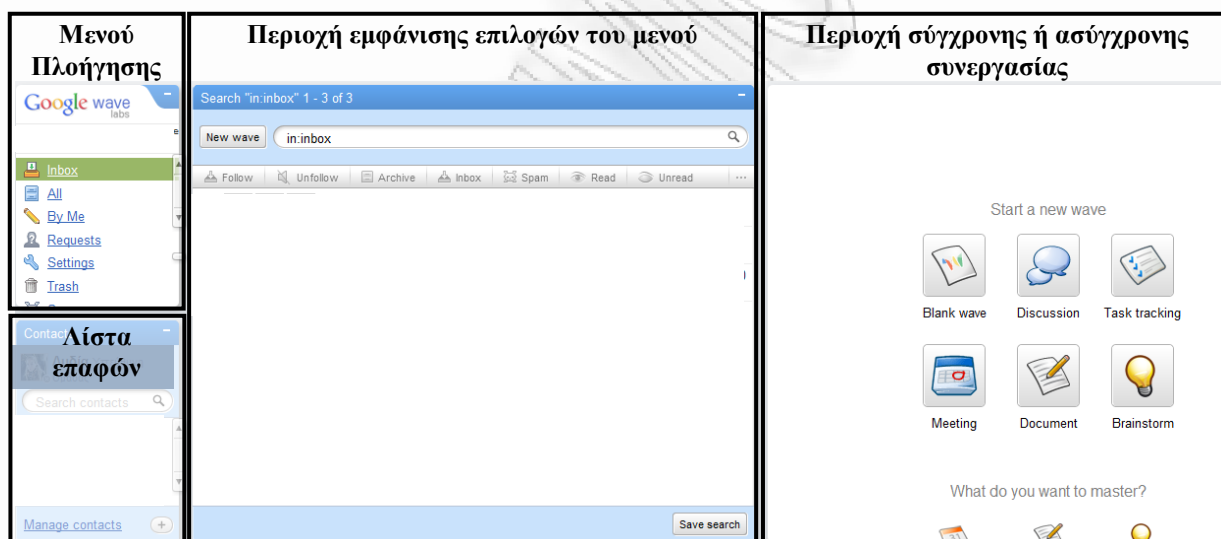 Μενού
Πλοήγησης
Περιοχή εμφάνισης επιλογών του μενού
Περιοχή σύγχρονης ή ασύγχρονης
συνεργασίας
Google wave
labs
Inbox
All
By Me
Requests
Settings
Trash
Contact
Λίστα
επαφών
Search contacts
Manage contacts
Search "in:inbox" 1 - 3 of 3
New wave
in:inbox
Follow Unfollow Archive Inbox Spam Read Unread ...
Save search
Start a new wave
Blank wave Discussion Task tracking
Meeting Document Brainstorm
What do you want to master?